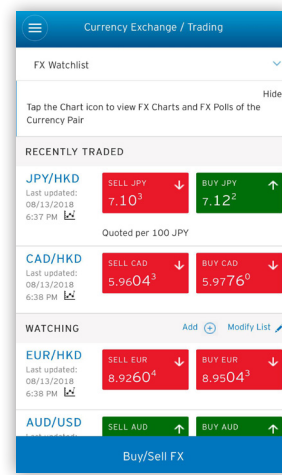 Currency Exchange / Trading
FX Watchlist
Hide
Tap the Chart icon to view FX Charts and FX Polls of the
Currency Pair
RECENTLY TRADED
JPY/HKD
Last updated:
08/13/2018
6:37 PM
SELL JPY
7.10³
BUY JPY
7.12²
Quoted per 100 JPY
CAD/HKD
Last updated:
08/13/2018
6:38 PM
SELL CAD
5.9604³
BUY CAD
5.9776⁰
WATCHING
Add
Modify List
EUR/HKD
Last updated:
08/13/2018
6:38 PM
SELL EUR
8.9260⁴
BUY EUR
8.9504³
AUD/USD
SELL AUD
BUY AUD
Buy/Sell FX